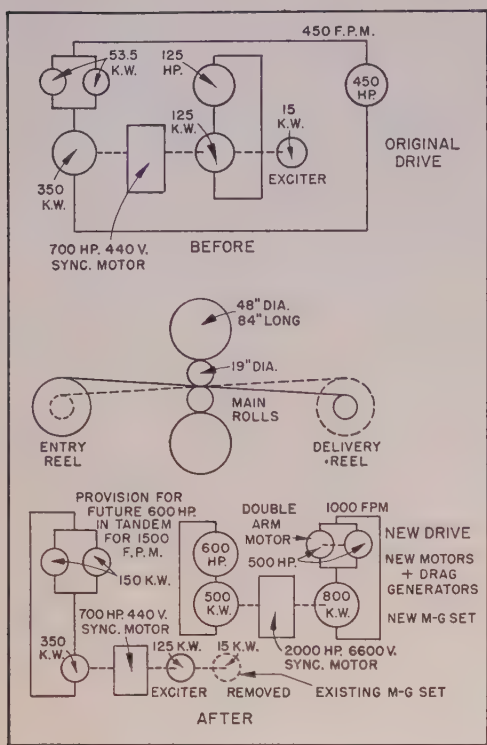 450 F.P.M.
53.5
K.W.
125
HP.
450
HP.
125
K.W.
15
K.W.
ORIGINAL
DRIVE
EXCITER
350
K.W.
700 HP. 440 V.
SYNC. MOTOR
BEFORE
48" DIA.
84" LONG
19" DIA.
MAIN
ROLLS
ENTRY
REEL
DELIVERY
REEL
PROVISION FOR
FUTURE 600 HP.
IN TANDEM
FOR 1500
F.P.M.
150 K.W.
DOUBLE
ARM
MOTOR
1000 FPM
500 HP.
NEW DRIVE
NEW MOTORS
+ DRAG
GENERATORS
600
HP.
500
K.W.
800
K.W.
NEW M-G SET
700 HP. 440 V.
SYNC. MOTOR
350
K.W.
125 K.W.
15 K.W.
2000 HP. 6600 V.
SYNC. MOTOR
EXCITER
REMOVED
EXISTING M-G SET
AFTER